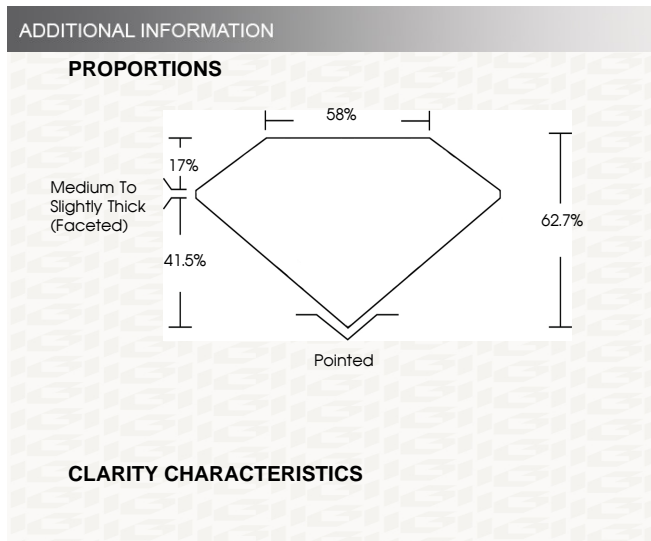 ADDITIONAL INFORMATION
PROPORTIONS
58%
17%
Medium To
Slightly Thick
(Faceted)
62.7%
41.5%
Pointed
CLARITY CHARACTERISTICS